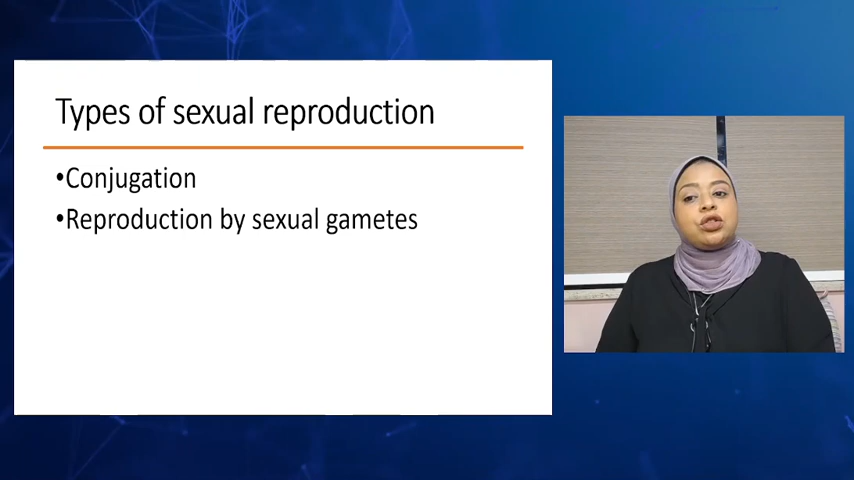 Types of sexual reproduction
•Conjugation
•Reproduction by sexual gametes